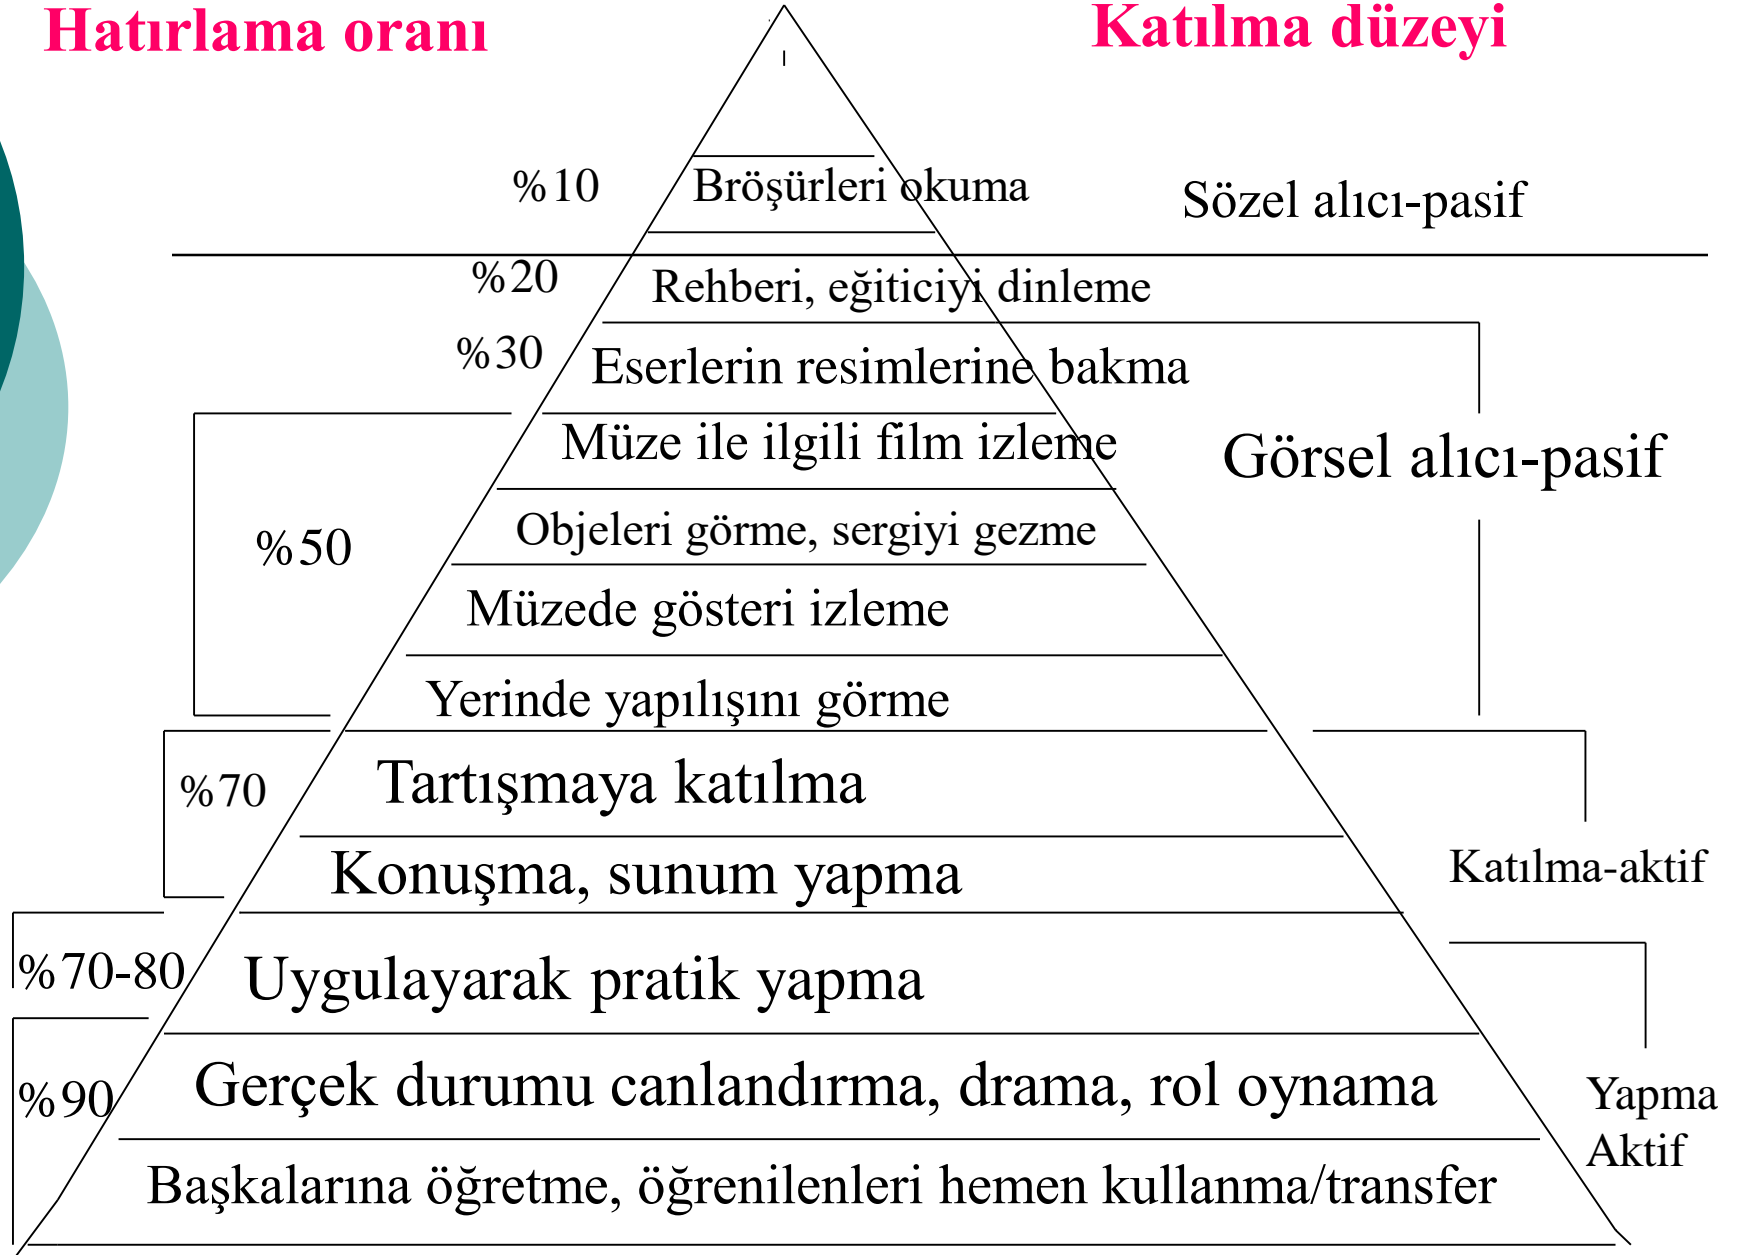 Hatırlama oranı
Katılma düzeyi
%10
Bröşürleri okuma
Sözel alıcı-pasif
%20
Rehberi, eğiticiyi dinleme
%30
Eserlerin resimlerine bakma
Müze ile ilgili film izleme
Görsel alıcı-pasif
%50
Objeleri görme, sergiyi gezme
Müzede gösteri izleme
Yerinde yapılışını görme
%70
Tartışmaya katılma
Konuşma, sunum yapma
Katılma-aktif
%70-80
Uygulayarak pratik yapma
%90
Gerçek durumu canlandırma, drama, rol oynama
Yapma
Aktif
Başkalarına öğretme, öğrenilenleri hemen kullanma/transfer